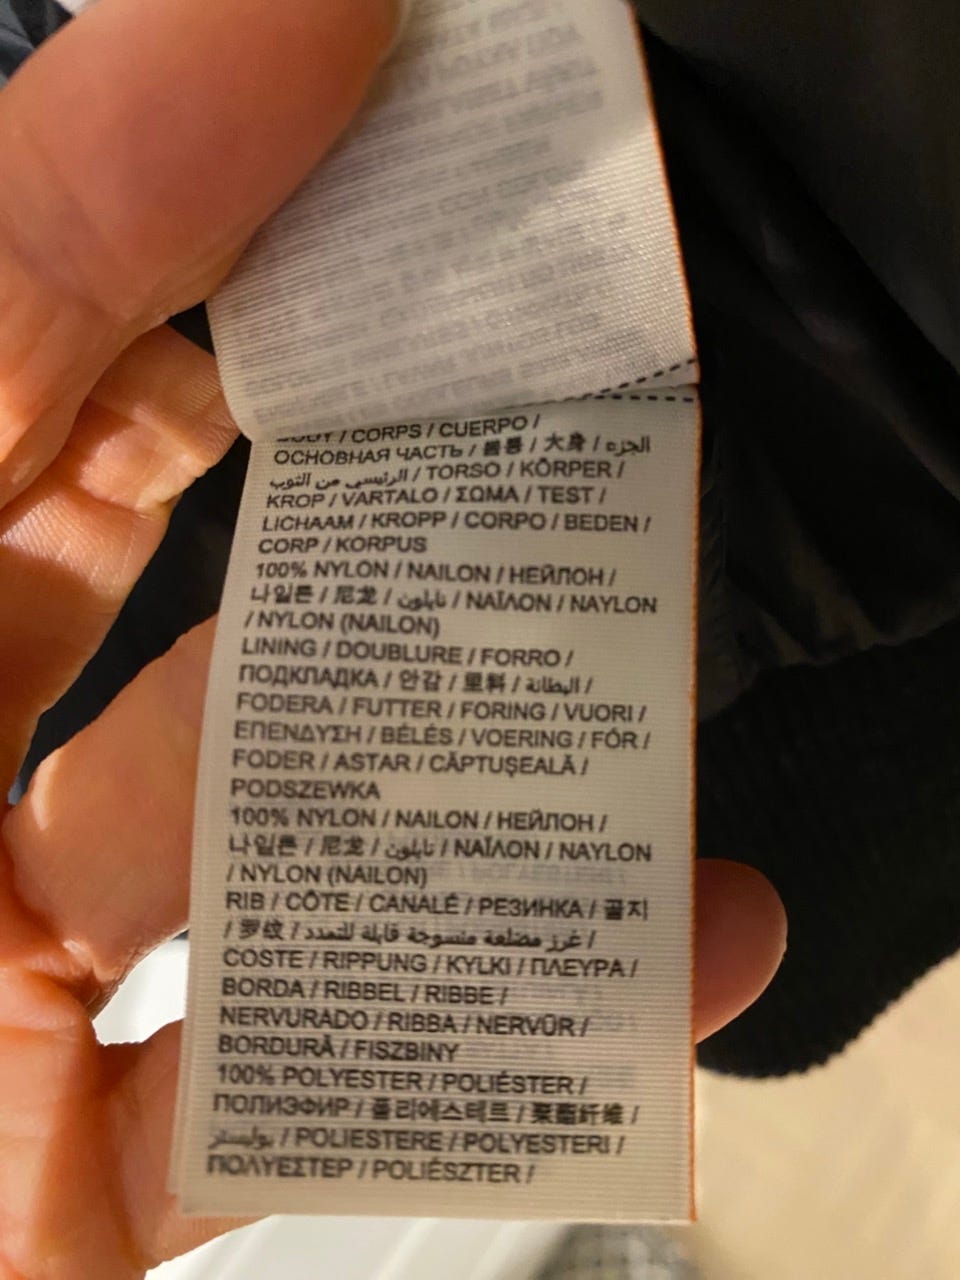 BODY / CORPS / CUERPO /
ОСНОВНАЯ ЧАСТЬ / 몸통 / 大身 / الجزء
الرئيسي من الثوب / TORSO / KÖRPER /
KROP / VARTALO / ΣΩΜΑ / TEST /
LICHAAM / KROPP / CORPO / BEDEN /
CORP / KORPUS
100% NYLON / NAILON / НЕЙЛОН /
나일론 / 尼龙 / نايلون / ΝΑΪΛΟΝ / NAYLON
/ NYLON (NAILON)
LINING / DOUBLURE / FORRO /
ПОДКЛАДКА / 안감 / 里料 / البطانة /
FODERA / FUTTER / FORING / VUORI /
ΕΠΕΝΔΥΣΗ / BÉLÉS / VOERING / FÓR /
FODER / ASTAR / CĂPTUȘEALĂ /
PODSZEWKA
100% NYLON / NAILON / НЕЙЛОН /
나일론 / 尼龙 / نايلون / ΝΑΪΛΟΝ / NAYLON
/ NYLON (NAILON)
RIB / CÔTE / CANALÉ / РЕЗИНКА / 골지
/ 罗纹 / غرز مضلعة منسوجة قابلة للتمدد /
COSTE / RIPPUNG / KYLKI / ΠΛΕΥΡΑ /
BORDA / RIBBEL / RIBBE /
NERVURADO / RIBBA / NERVÜR /
BORDURĂ / FISZBINY
100% POLYESTER / POLIÉSTER /
ПОЛИЭФИР / 폴리에스테르 / 聚酯纤维 /
بوليستر / POLIESTERE / POLYESTERI /
ΠΟΛΥΕΣΤΕΡ / POLIÉSZTER /